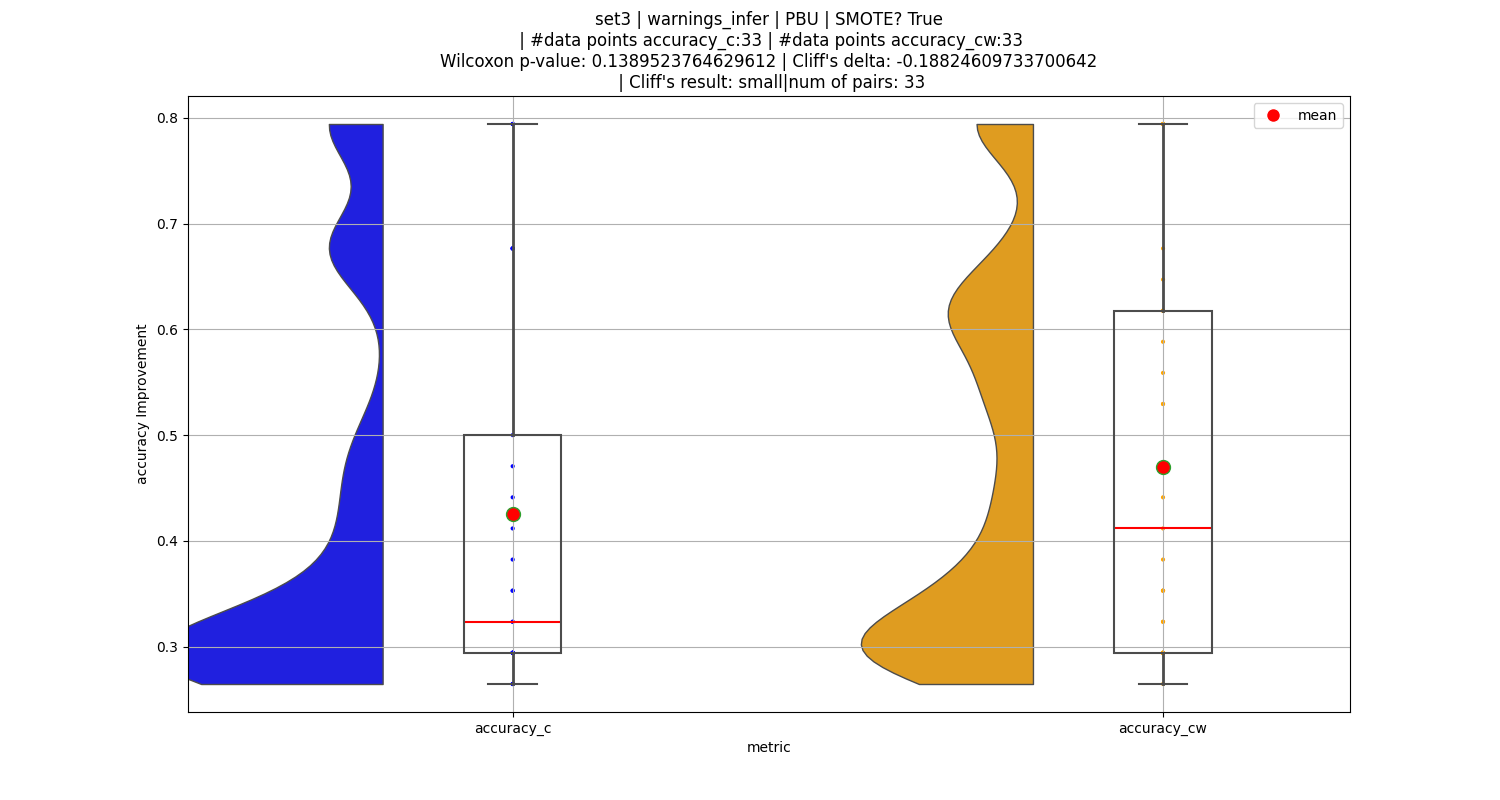 set3 | warnings_infer | PBU | SMOTE? True
| #data points accuracy_c:33 | #data points accuracy_cw:33
Wilcoxon p-value: 0.1389523764629612 | Cliff's delta: -0.18824609733700642
| Cliff's result: small|num of pairs: 33
mean
0.8
0.7
0.6
0.5
0.4
0.3
accuracy Improvement
accuracy_c
accuracy_cw
metric